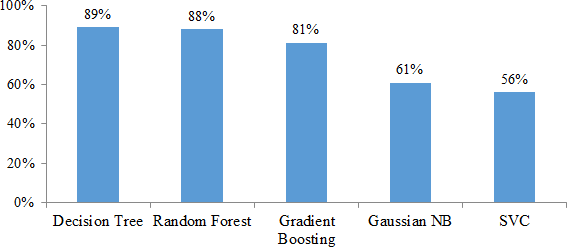 100%
80%
60%
40%
20%
0%
89%
88%
81%
61%
56%
Decision Tree
Random Forest
Gradient
Boosting
Gaussian NB
SVC